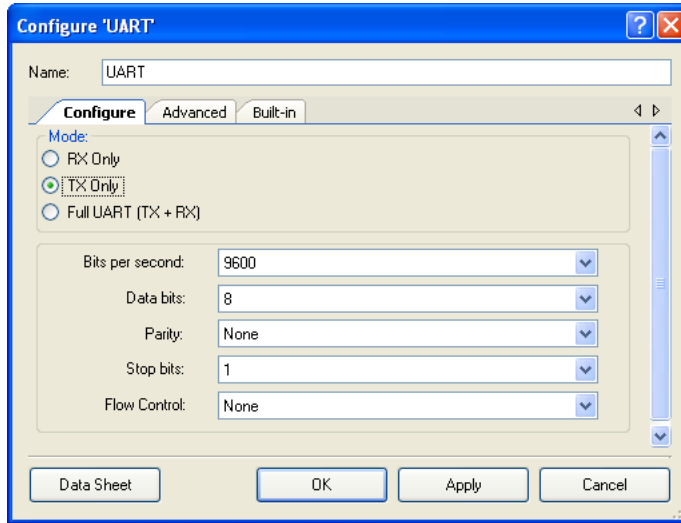 Configure 'UART'
Name: UART
Configure Advanced Built-in
Mode:
RX Only
TX Only
Full UART (TX + RX)
Bits per second: 9600
Data bits: 8
Parity: None
Stop bits: 1
Flow Control: None
Data Sheet OK Apply Cancel